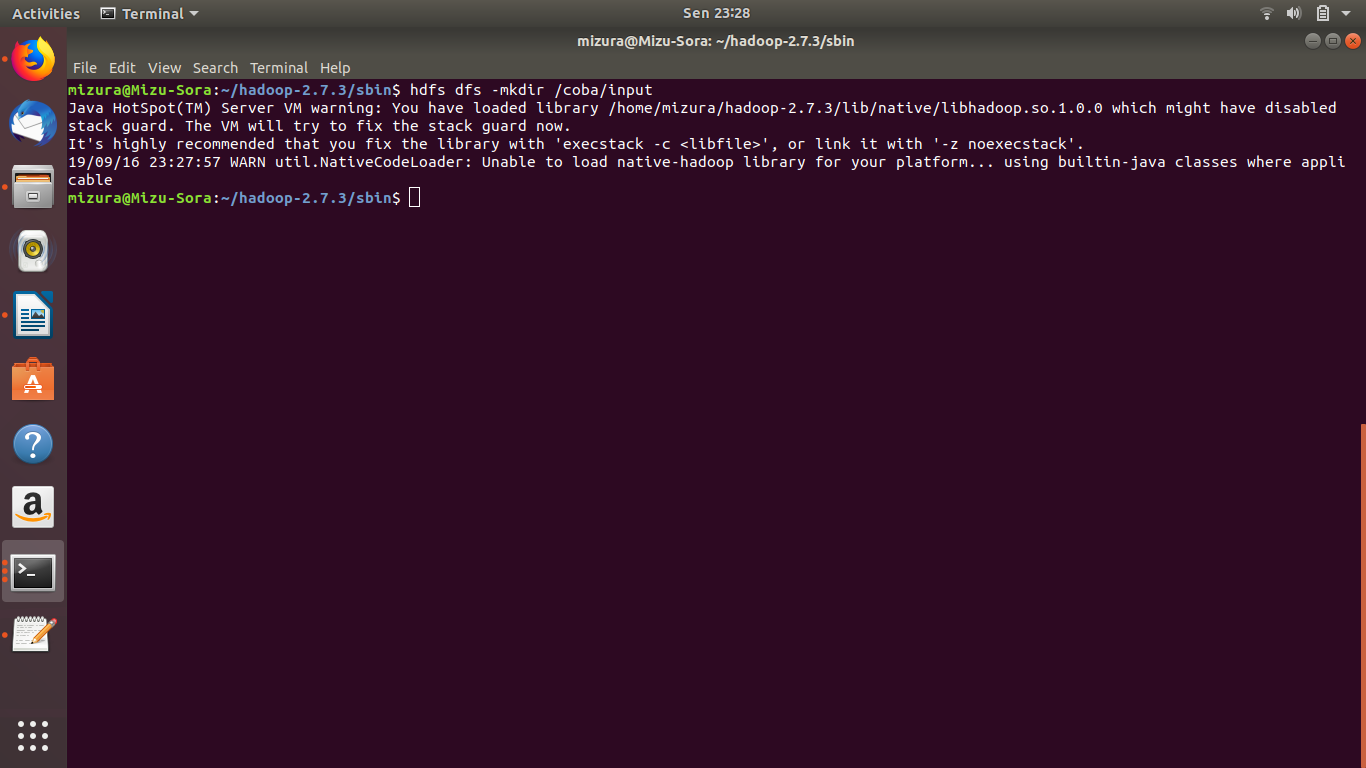 Activities Terminal Sen 23:28
mizura@Mizu-Sora: ~/hadoop-2.7.3/sbin
File Edit View Search Terminal Help
mizura@Mizu-Sora:~/hadoop-2.7.3/sbin$ hdfs dfs -mkdir /coba/input
Java HotSpot(TM) Server VM warning: You have loaded library /home/mizura/hadoop-2.7.3/lib/native/libhadoop.so.1.0.0 which might have disabled
stack guard. The VM will try to fix the stack guard now.
It's highly recommended that you fix the library with 'execstack -c <libfile>', or link it with '-z noexecstack'.
19/09/16 23:27:57 WARN util.NativeCodeLoader: Unable to load native-hadoop library for your platform... using builtin-java classes where appli
cable
mizura@Mizu-Sora:~/hadoop-2.7.3/sbin$